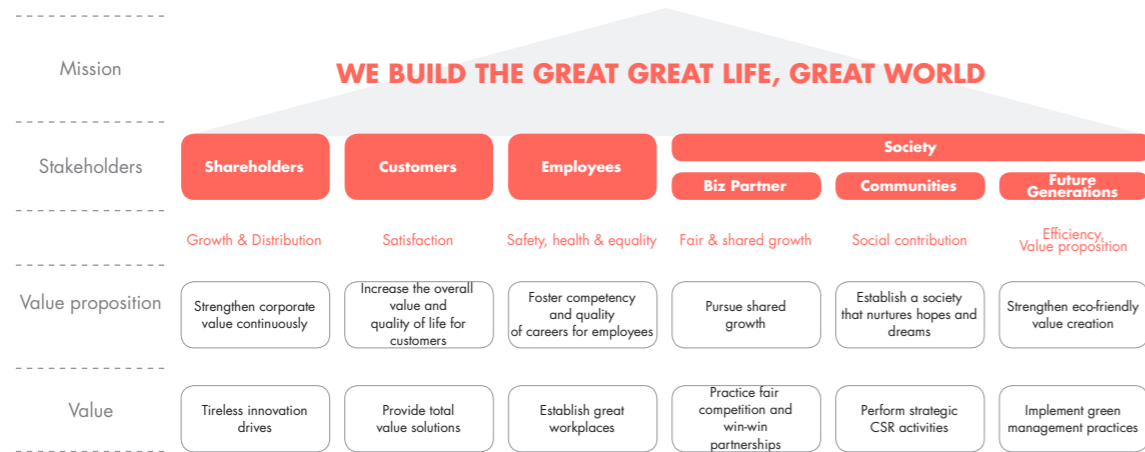 Mission
WE BUILD THE GREAT GREAT LIFE, GREAT WORLD
Stakeholders
Shareholders
Customers
Employees
Society
Biz Partner
Communities
Future
Generations
Growth & Distribution
Satisfaction
Safety, health & equality
Fair & shared growth
Social contribution
Efficiency,
Value proposition
Value proposition
Strengthen corporate
value continuously
Increase the overall
value and
quality of life for
customers
Foster competency
and quality
of careers for employees
Pursue shared
growth
Establish a society
that nurtures hopes and
dreams
Strengthen eco-friendly
value creation
Value
Tireless innovation
drives
Provide total
value solutions
Establish great
workplaces
Practice fair
competition and
win-win
partnerships
Perform strategic
CSR activities
Implement green
management practices